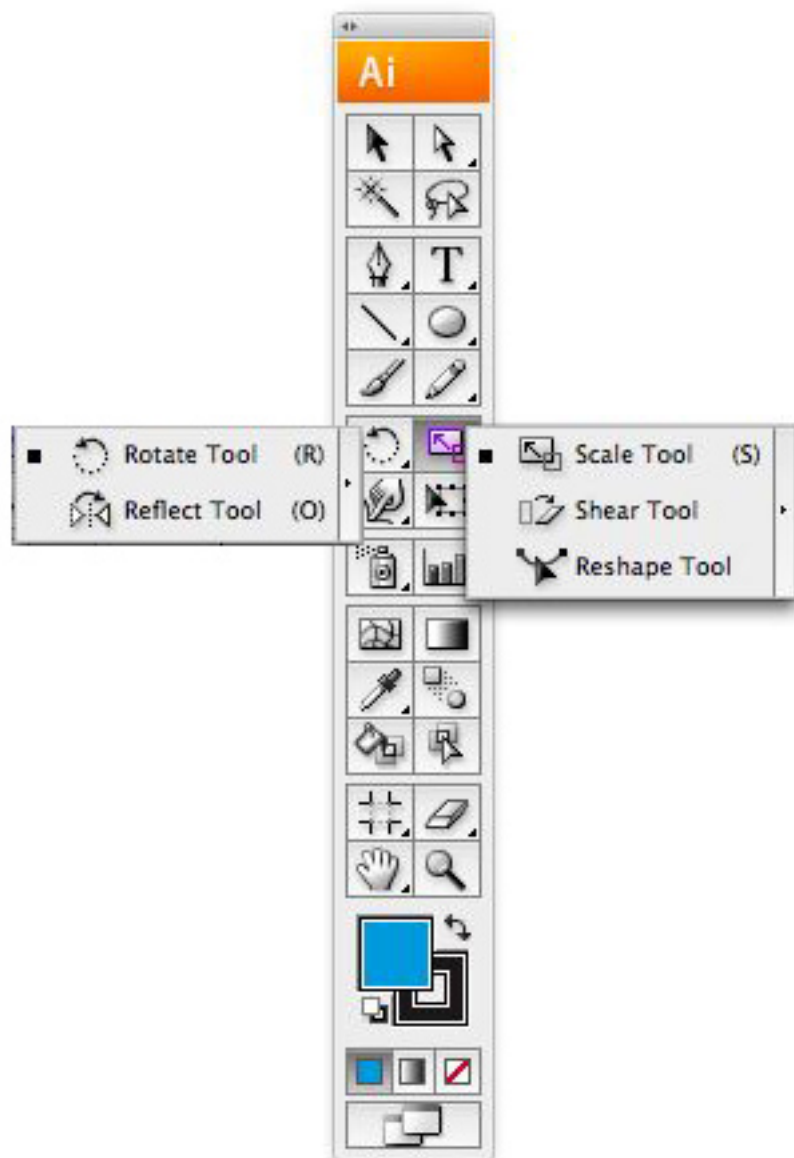 Ai
T
Rotate Tool (R)
Reflect Tool (O)
Scale Tool (S)
Shear Tool
Reshape Tool